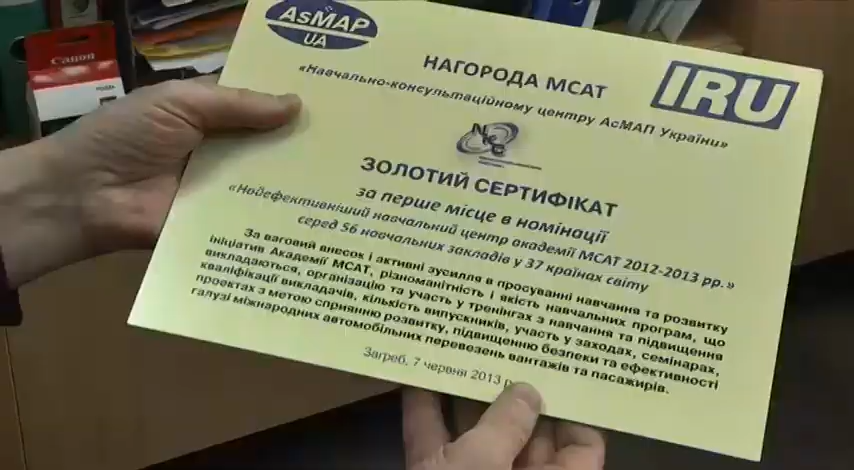 AsMAP
UA
Canon
НАГОРОДА МСАТ
IRU
«Навчально-консультаційному центру АсМАП України»
ЗОЛОТИЙ СЕРТИФІКАТ
за перше місце в номінації
«Найефективніший навчальний центр академії МСАТ 2012-2013 рр.»
серед 56 навчальних закладів у 37 країнах світу
За ваговий внесок і активні зусилля в просуванні навчання та розвитку
ініціатив Академії МСАТ, різноманітність і якість навчальних програм, що
викладаються, організацію та участь у тренінгах з навчання та підвищення
кваліфікації викладачів, кількість випускників, участь у заходах, семінарах,
проектах з метою сприянню розвитку, підвищенню безпеки та ефективності
галузі міжнародних автомобільних перевезень вантажів та пасажирів.
Загреб, 7 червня 2013 р